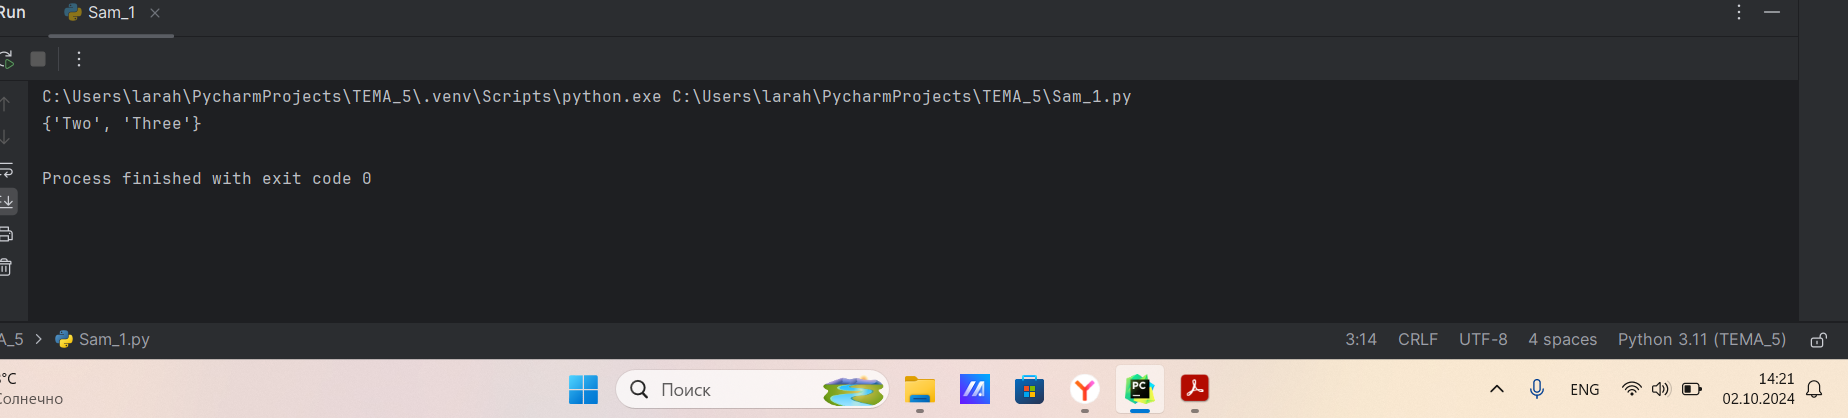 Run Sam_1
C:\Users\larah\PycharmProjects\TEMA_5\.venv\Scripts\python.exe C:\Users\larah\PycharmProjects\TEMA_5\Sam_1.py
{'Two', 'Three'}
Process finished with exit code 0
A_5 > Sam_1.py 3:14 CRLF UTF-8 4 spaces Python 3.11 (TEMA_5)
°C
Солнечно
Поиск
PC
ENG
14:21
02.10.2024